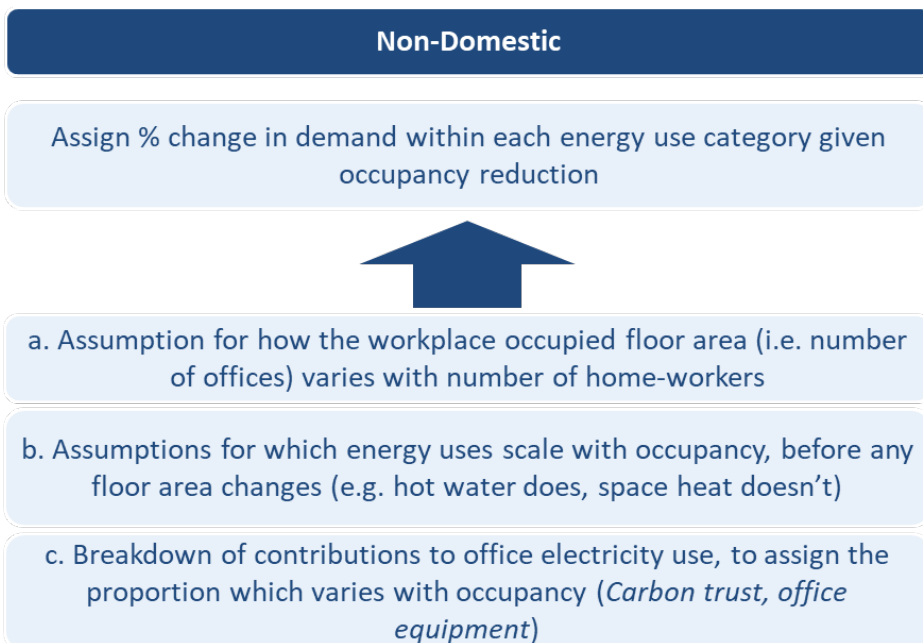 Non-Domestic
Assign % change in demand within each energy use category given
occupancy reduction
a. Assumption for how the workplace occupied floor area (i.e. number
of offices) varies with number of home-workers
b. Assumptions for which energy uses scale with occupancy, before any
floor area changes (e.g. hot water does, space heat doesn’t)
c. Breakdown of contributions to office electricity use, to assign the
proportion which varies with occupancy (Carbon trust, office
equipment)